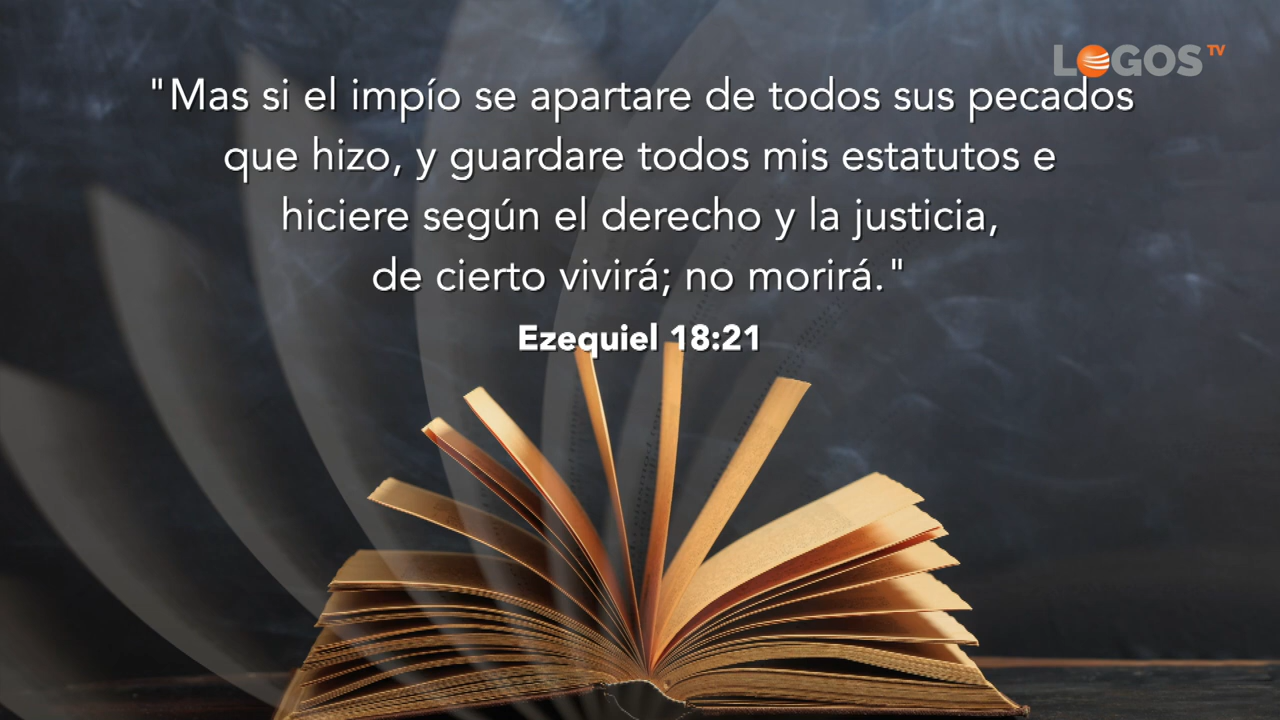 LOGOS TV
"Mas si el impío se apartare de todos sus pecados
que hizo, y guardare todos mis estatutos e
hiciere según el derecho y la justicia,
de cierto vivirá; no morirá."
Ezequiel 18:21